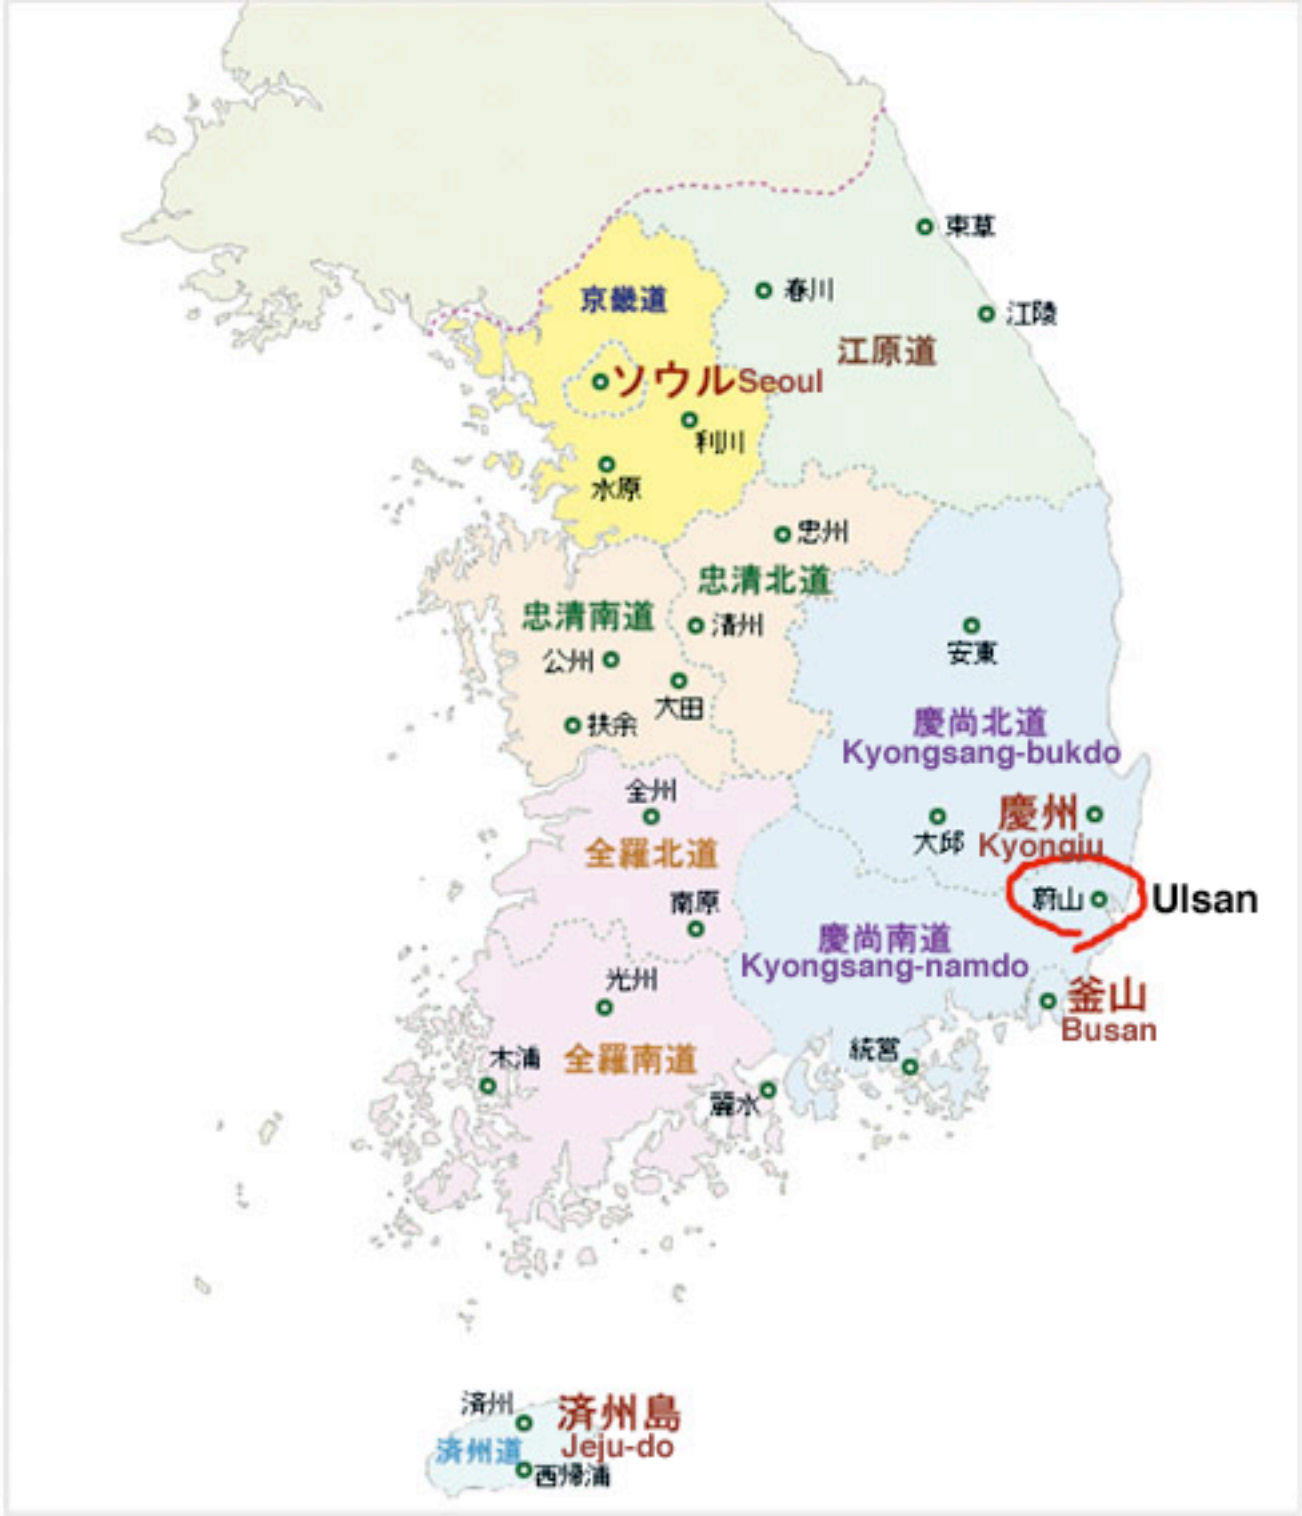 束草
春川
江陵
京畿道
江原道
ソウルSeoul
利川
水原
忠州
忠清北道
忠清南道
清州
公州
安東
大田
扶余
慶尚北道
Kyongsang-bukdo
全州
慶州
大邱
Kyongju
全羅北道
蔚山
Ulsan
南原
慶尚南道
Kyongsang-namdo
光州
釜山
Busan
統営
木浦
全羅南道
麗水
済州
済州島
Jeju-do
済州道
西帰浦